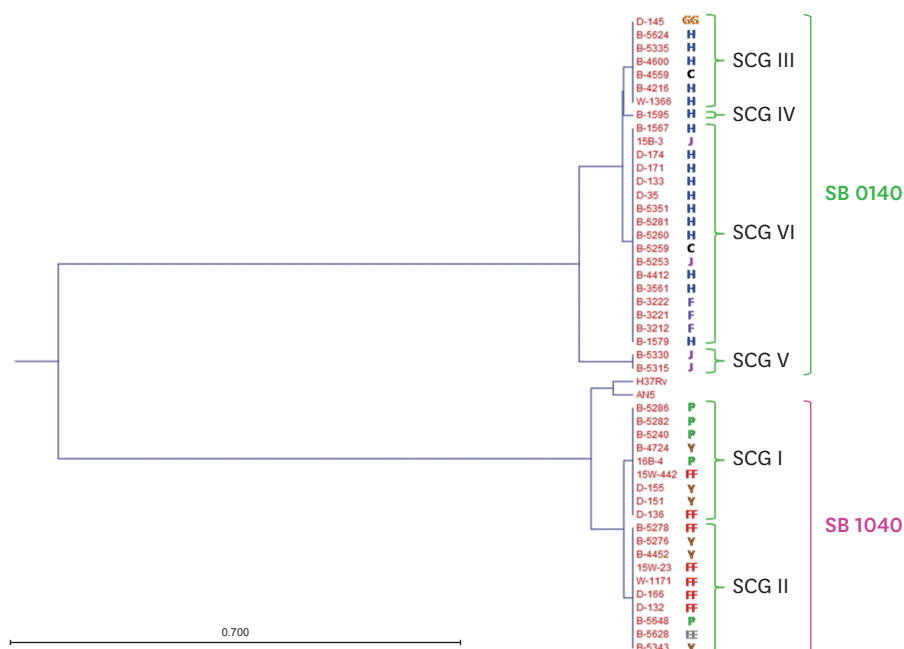 D-145 GG
B-5624 H
B-5335 H
B-4600 H
B-4559 C
B-4216 H
W-1366 H
SCG III
B-1595 H
SCG IV
B-1567 H
15B-3 J
D-174 H
D-171 H
D-133 H
D-35 H
B-5351 H
B-5281 H
B-5260 H
B-5259 C
B-5253 J
B-4412 H
B-3561 H
B-3222 F
B-3221 F
B-3212 F
B-1579 H
SCG VI
B-5330 J
B-5315 J
SCG V
SB 0140
H37Rv
AN5
B-5286 P
B-5282 P
B-5240 P
B-4724 Y
16B-4 P
15W-442 FF
D-155 Y
D-151 Y
D-136 FF
SCG I
B-5278 FF
B-5276 Y
B-4452 Y
15W-23 FF
W-1171 FF
D-166 FF
D-132 FF
B-5648 P
B-5628 EE
B-5343 Y
SCG II
SB 1040
0.700